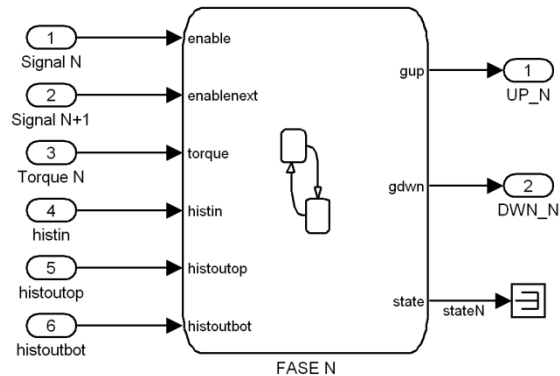 1
enable
Signal N
gup
1
UP_N
2
enablenext
Signal N+1
3
torque
Torque N
gdwn
2
DWN_N
4
histin
histin
5
histoutop
histoutop
state
stateN
6
histoutbot
histoutbot
FASE N